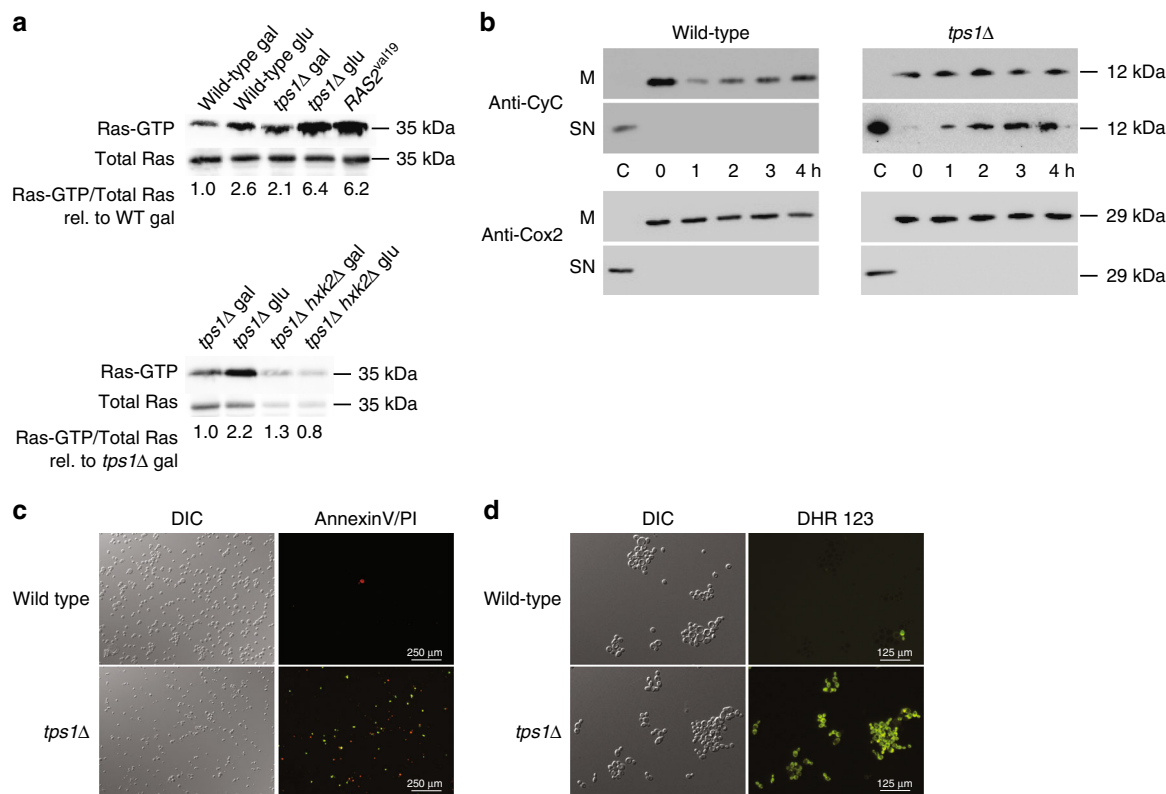 a
Wild-type gal
Wild-type glu
tps1Δ gal
tps1Δ glu
RAS2val19
Ras-GTP
35 kDa
Total Ras
35 kDa
Ras-GTP/Total Ras
rel. to WT gal
1.0 2.6 2.1 6.4 6.2
tps1Δ gal
tps1Δ glu
tps1Δ hxk2Δ gal
tps1Δ hxk2Δ glu
Ras-GTP
35 kDa
Total Ras
35 kDa
Ras-GTP/Total Ras
rel. to tps1Δ gal
1.0 2.2 1.3 0.8
b
Wild-type
tps1Δ
Anti-CyC
M
12 kDa
SN
12 kDa
C 0 1 2 3 4 h
C 0 1 2 3 4 h
Anti-Cox2
M
29 kDa
SN
29 kDa
c
DIC
AnnexinV/PI
Wild type
250 µm
tps1Δ
250 µm
d
DIC
DHR 123
Wild-type
125 µm
tps1Δ
125 µm